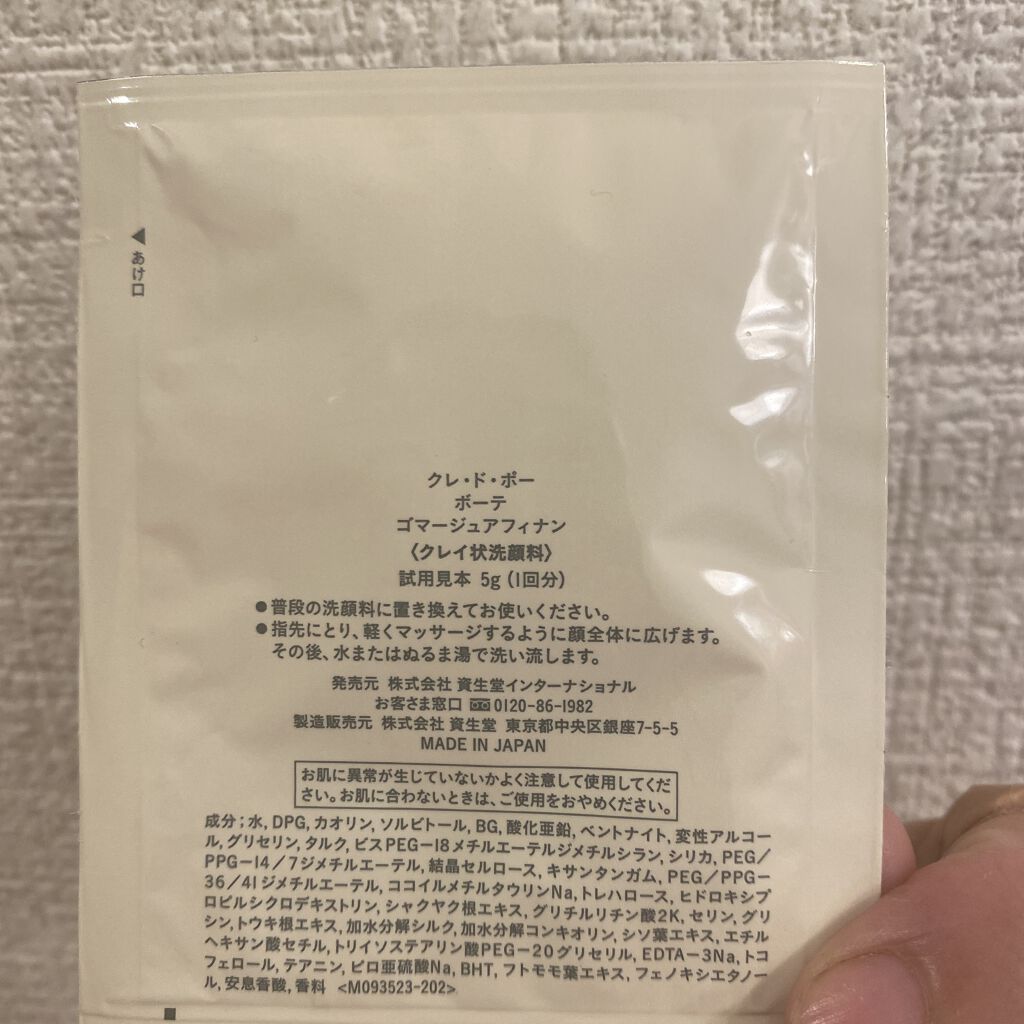 ◀あけ口
クレ・ド・ポー
ボーテ
ゴマージュアフィナン
〈クレイ状洗顔料〉
試用見本 5g (1回分)
●普段の洗顔料に置き換えてお使いください。
●指先にとり、軽くマッサージするように顔全体に広げます。
その後、水またはぬるま湯で洗い流します。
発売元 株式会社 資生堂インターナショナル
お客さま窓口 0120-86-1982
製造販売元 株式会社 資生堂 東京都中央区銀座7-5-5
MADE IN JAPAN
お肌に異常が生じていないかよく注意して使用してくだ
さい。お肌に合わないときは、ご使用をおやめください。
成分；水, DPG, カオリン, ソルビトール, BG, 酸化亜鉛, ベントナイト, 変性アルコー
ル, グリセリン, タルク, ビスPEG-18メチルエーテルジメチルシラン, シリカ, PEG/
PPG-14/7ジメチルエーテル, 結晶セルロース, キサンタンガム, PEG/PPG-
36/41ジメチルエーテル, ココイルメチルタウリンNa, トレハロース, ヒドロキシプ
ロピルシクロデキストリン, シャクヤク根エキス, グリチルリチン酸2K, セリン, グリ
シン, トウキ根エキス, 加水分解シルク, 加水分解コンキオリン, シソ葉エキス, エチル
ヘキサン酸セチル, トリイソステアリン酸PEG-20グリセリル, EDTA-3Na, トコ
フェロール, テアニン, ピロ亜硫酸Na, BHT, フトモモ葉エキス, フェノキシエタノー
ル, 安息香酸, 香料 <M093523-202>